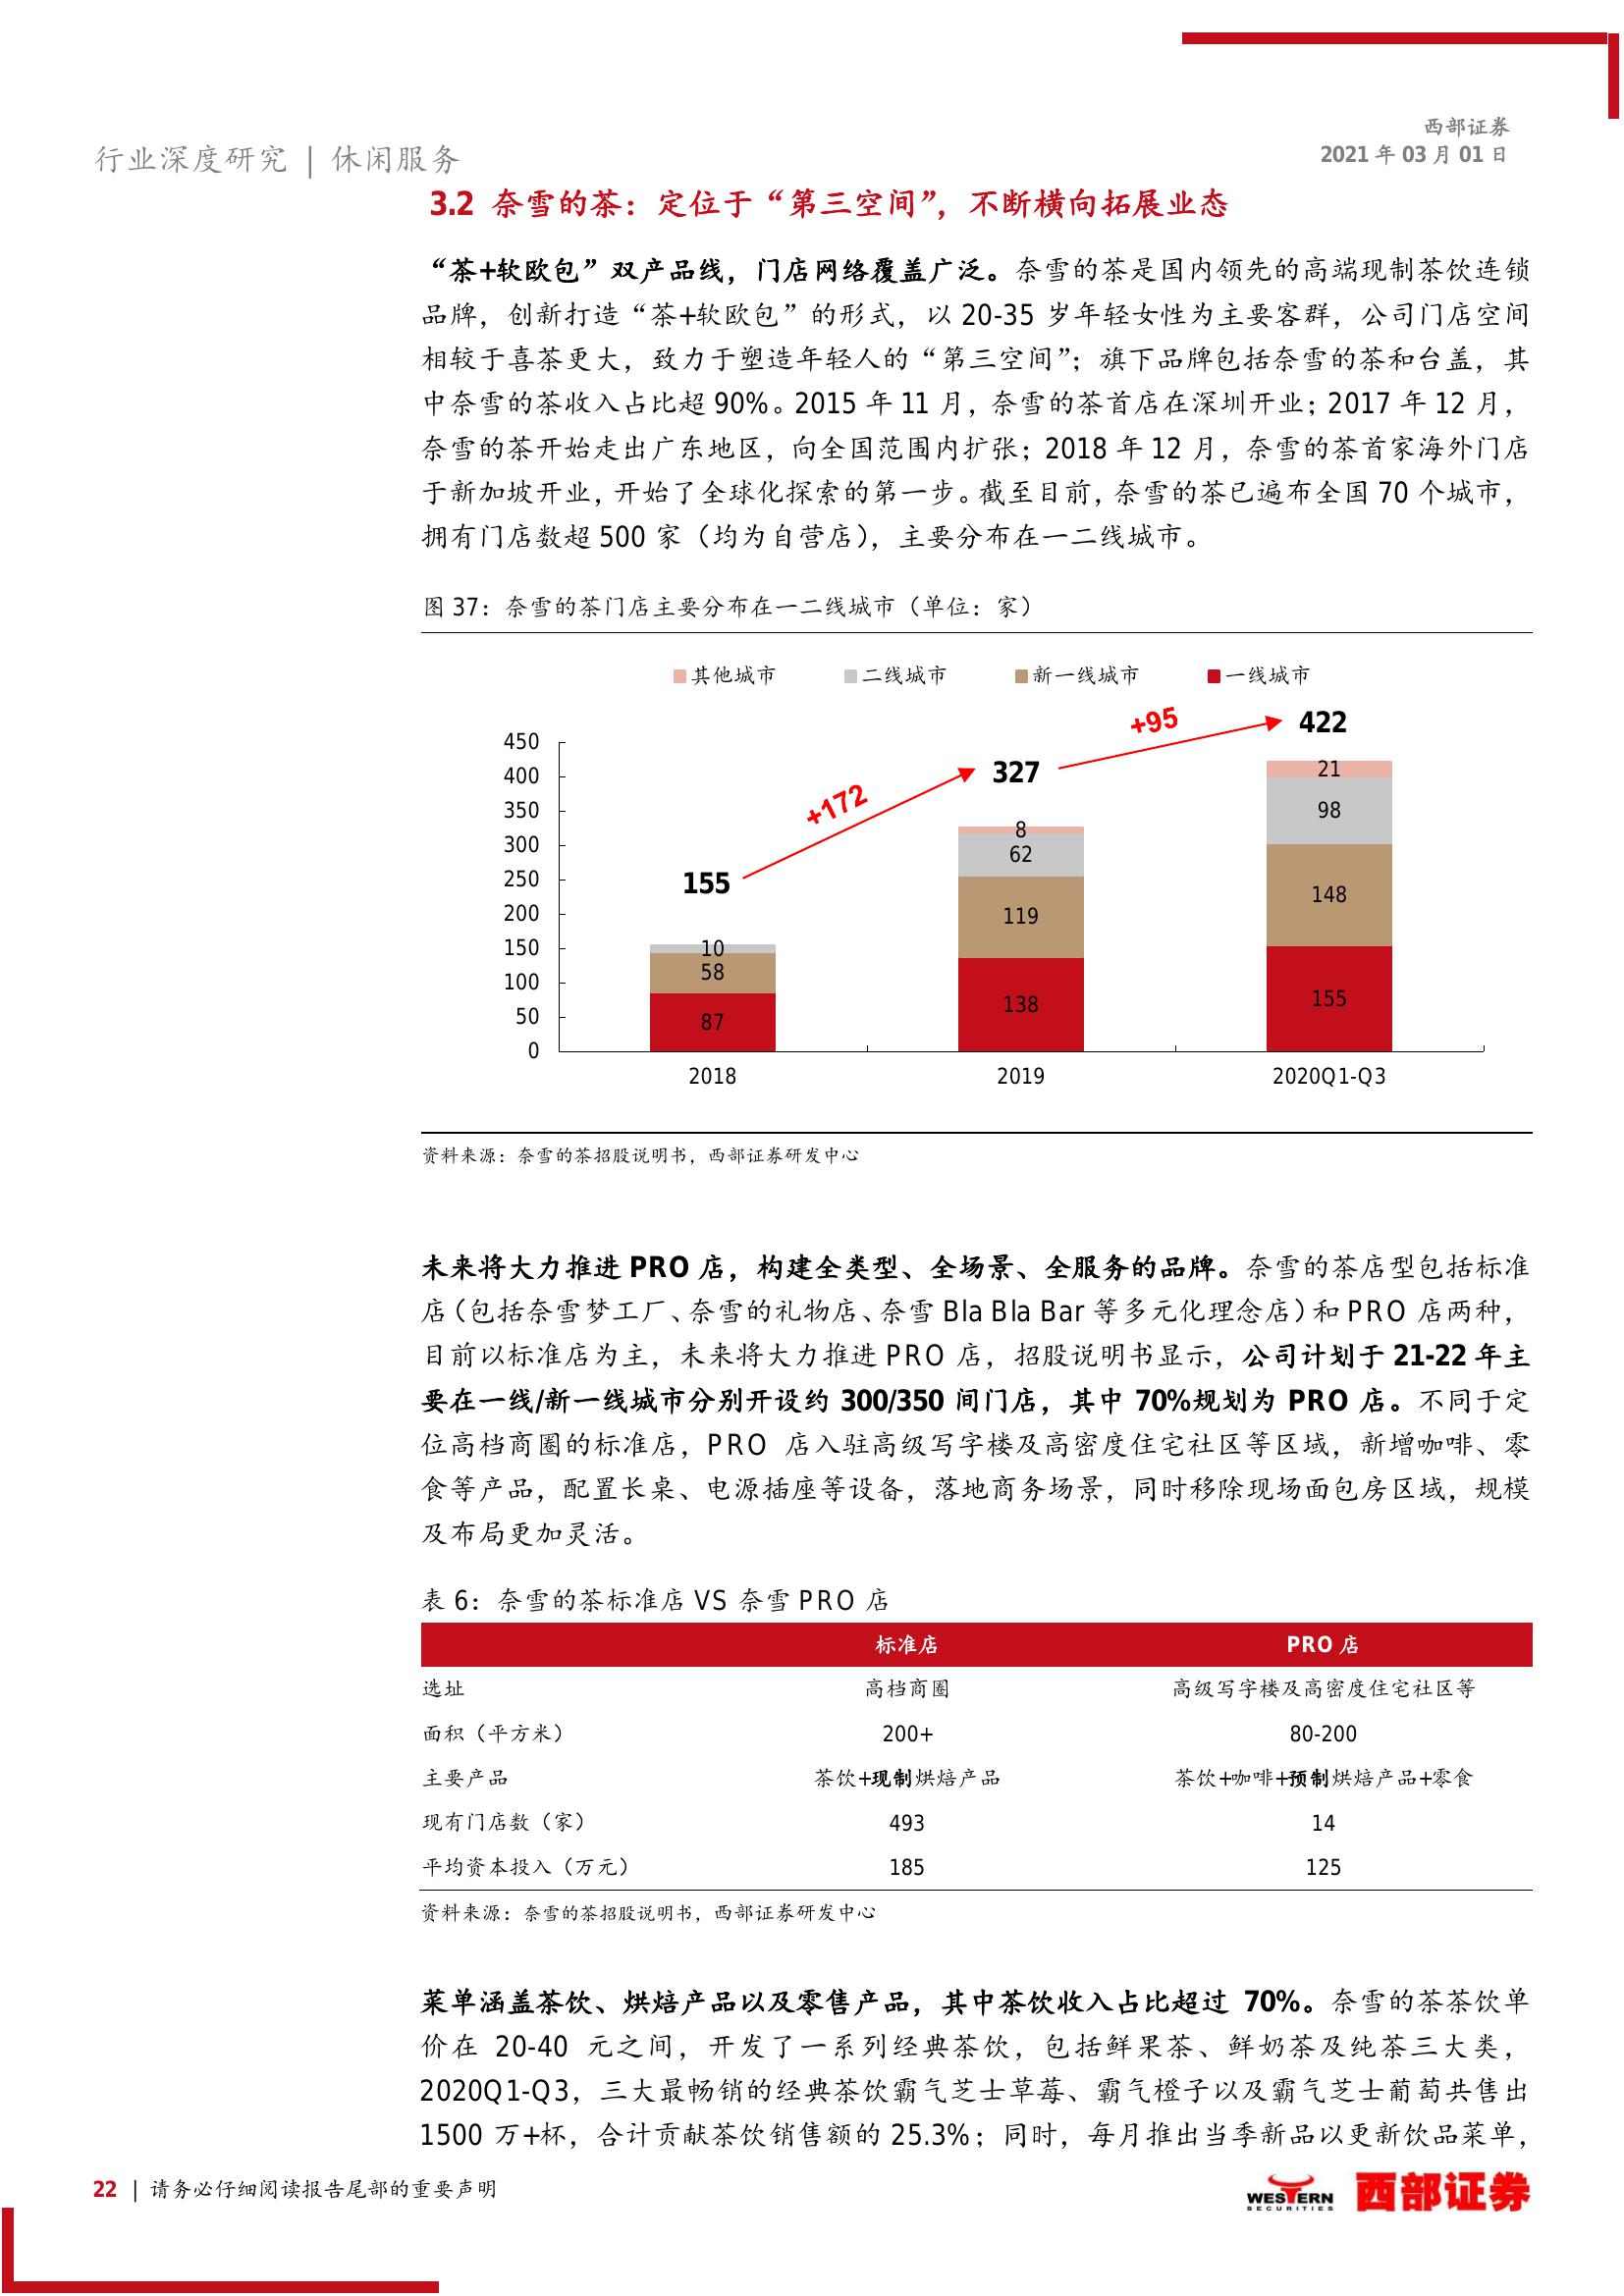 西部证券
行业深度研究 | 休闲服务
2021 年 03 月 01 日
3.2 奈雪的茶：定位于“第三空间”，不断横向拓展业态
“茶+软欧包”双产品线，门店网络覆盖广泛。奈雪的茶是国内领先的高端现制茶饮连锁
品牌，创新打造“茶+软欧包”的形式，以 20-35 岁年轻女性为主要客群，公司门店空间
相较于喜茶更大，致力于塑造年轻人的“第三空间”；旗下品牌包括奈雪的茶和台盖，其
中奈雪的茶收入占比超 90%。2015 年 11 月，奈雪的茶首店在深圳开业；2017 年 12 月，
奈雪的茶开始走出广东地区，向全国范围内扩张；2018 年 12 月，奈雪的茶首家海外门店
于新加坡开业，开始了全球化探索的第一步。截至目前，奈雪的茶已遍布全国 70 个城市，
拥有门店数超 500 家（均为自营店），主要分布在一二线城市。
图 37：奈雪的茶门店主要分布在一二线城市（单位：家）
其他城市 二线城市 新一线城市 一线城市
+95 422
450
327
400 21
+172
350 98
300 8
62
250 155
148
200 119
150 10
58
100
50 87 138 155
0
2018 2019 2020Q1-Q3
资料来源：奈雪的茶招股说明书，西部证券研发中心
未来将大力推进 PRO 店，构建全类型、全场景、全服务的品牌。奈雪的茶店型包括标准
店（包括奈雪梦工厂、奈雪的礼物店、奈雪 Bla Bla Bar 等多元化理念店）和 PRO 店两种，
目前以标准店为主，未来将大力推进 PRO 店，招股说明书显示，公司计划于 21-22 年主
要在一线/新一线城市分别开设约 300/350 间门店，其中 70%规划为 PRO 店。不同于定
位高档商圈的标准店，PRO 店入驻高级写字楼及高密度住宅社区等区域，新增咖啡、零
食等产品，配置长桌、电源插座等设备，落地商务场景，同时移除现场面包房区域，规模
及布局更加灵活。
表 6：奈雪的茶标准店 VS 奈雪 PRO 店
标准店 PRO 店
选址 高档商圈 高级写字楼及高密度住宅社区等
面积（平方米） 200+ 80-200
主要产品 茶饮+现制烘焙产品 茶饮+咖啡+预制烘焙产品+零食
现有门店数（家） 493 14
平均资本投入（万元） 185 125
资料来源：奈雪的茶招股说明书，西部证券研发中心
菜单涵盖茶饮、烘焙产品以及零售产品，其中茶饮收入占比超过 70%。奈雪的茶茶饮单
价在 20-40 元之间，开发了一系列经典茶饮，包括鲜果茶、鲜奶茶及纯茶三大类，
2020Q1-Q3，三大最畅销的经典茶饮霸气芝士草莓、霸气橙子以及霸气芝士葡萄共售出
1500 万+杯，合计贡献茶饮销售额的 25.3%；同时，每月推出当季新品以更新饮品菜单，
22 | 请务必仔细阅读报告尾部的重要声明
WESTERN
SECURITIES
西部证券